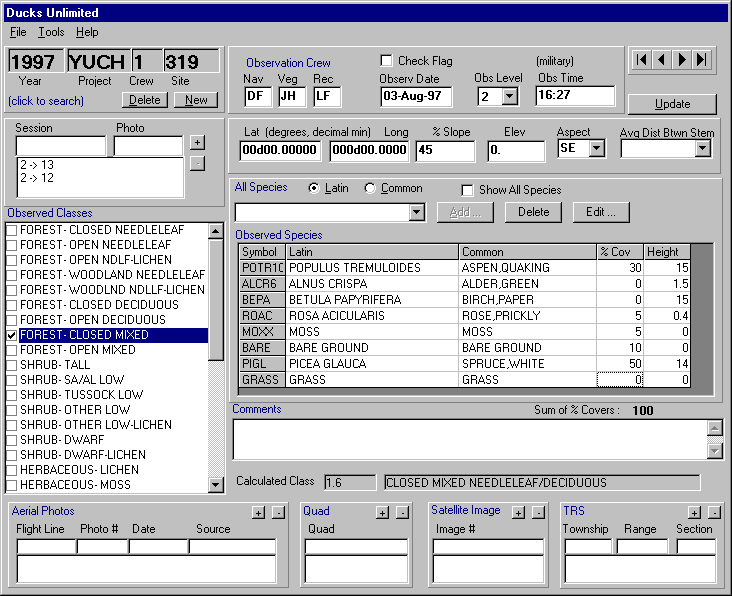 Ducks Unlimited
File Tools Help
1997 YUCH 1 319
Year Project Crew Site
(click to search) Delete New
Observation Crew
Nav Veg Rec
DF JH LF
Check Flag
Observ Date
03-Aug-97
Obs Level
2
(military)
Obs Time
16:27
Update
Session Photo
+
-
2 -> 13
2 -> 12
Lat (degrees, decimal min) Long % Slope Elev Aspect Avg Dist Btwn Stem
00d00.00000 000d00.0000 45 0. SE
All Species Latin Common Show All Species
Add ... Delete Edit ...
Observed Classes
FOREST- CLOSED NEEDLELEAF
FOREST- OPEN NEEDLELEAF
FOREST- OPEN NDLF-LICHEN
FOREST- WOODLAND NEEDLELEAF
FOREST- WOODLND NDLLF-LICHEN
FOREST- CLOSED DECIDUOUS
FOREST- OPEN DECIDUOUS
FOREST- CLOSED MIXED
FOREST- OPEN MIXED
SHRUB- TALL
SHRUB- SA/AL LOW
SHRUB- TUSSOCK LOW
SHRUB- OTHER LOW
SHRUB- OTHER LOW-LICHEN
SHRUB- DWARF
SHRUB- DWARF-LICHEN
HERBACEOUS- LICHEN
HERBACEOUS- MOSS
Observed Species
Symbol Latin Common % Cov Height
POTR10 POPULUS TREMULOIDES ASPEN,QUAKING 30 15
ALCR6 ALNUS CRISPA ALDER,GREEN 0 1.5
BEPA BETULA PAPYRIFERA BIRCH,PAPER 0 15
ROAC ROSA ACICULARIS ROSE,PRICKLY 5 0.4
MOXX MOSS MOSS 5 0
BARE BARE GROUND BARE GROUND 10 0
PIGL PICEA GLAUCA SPRUCE,WHITE 50 14
GRASS GRASS GRASS 0 0
Comments Sum of % Covers : 100
Calculated Class 1.6 CLOSED MIXED NEEDLELEAF/DECIDUOUS
Aerial Photos + -
Flight Line Photo # Date Source
Quad + -
Quad
Satellite Image + -
Image #
TRS + -
Township Range Section